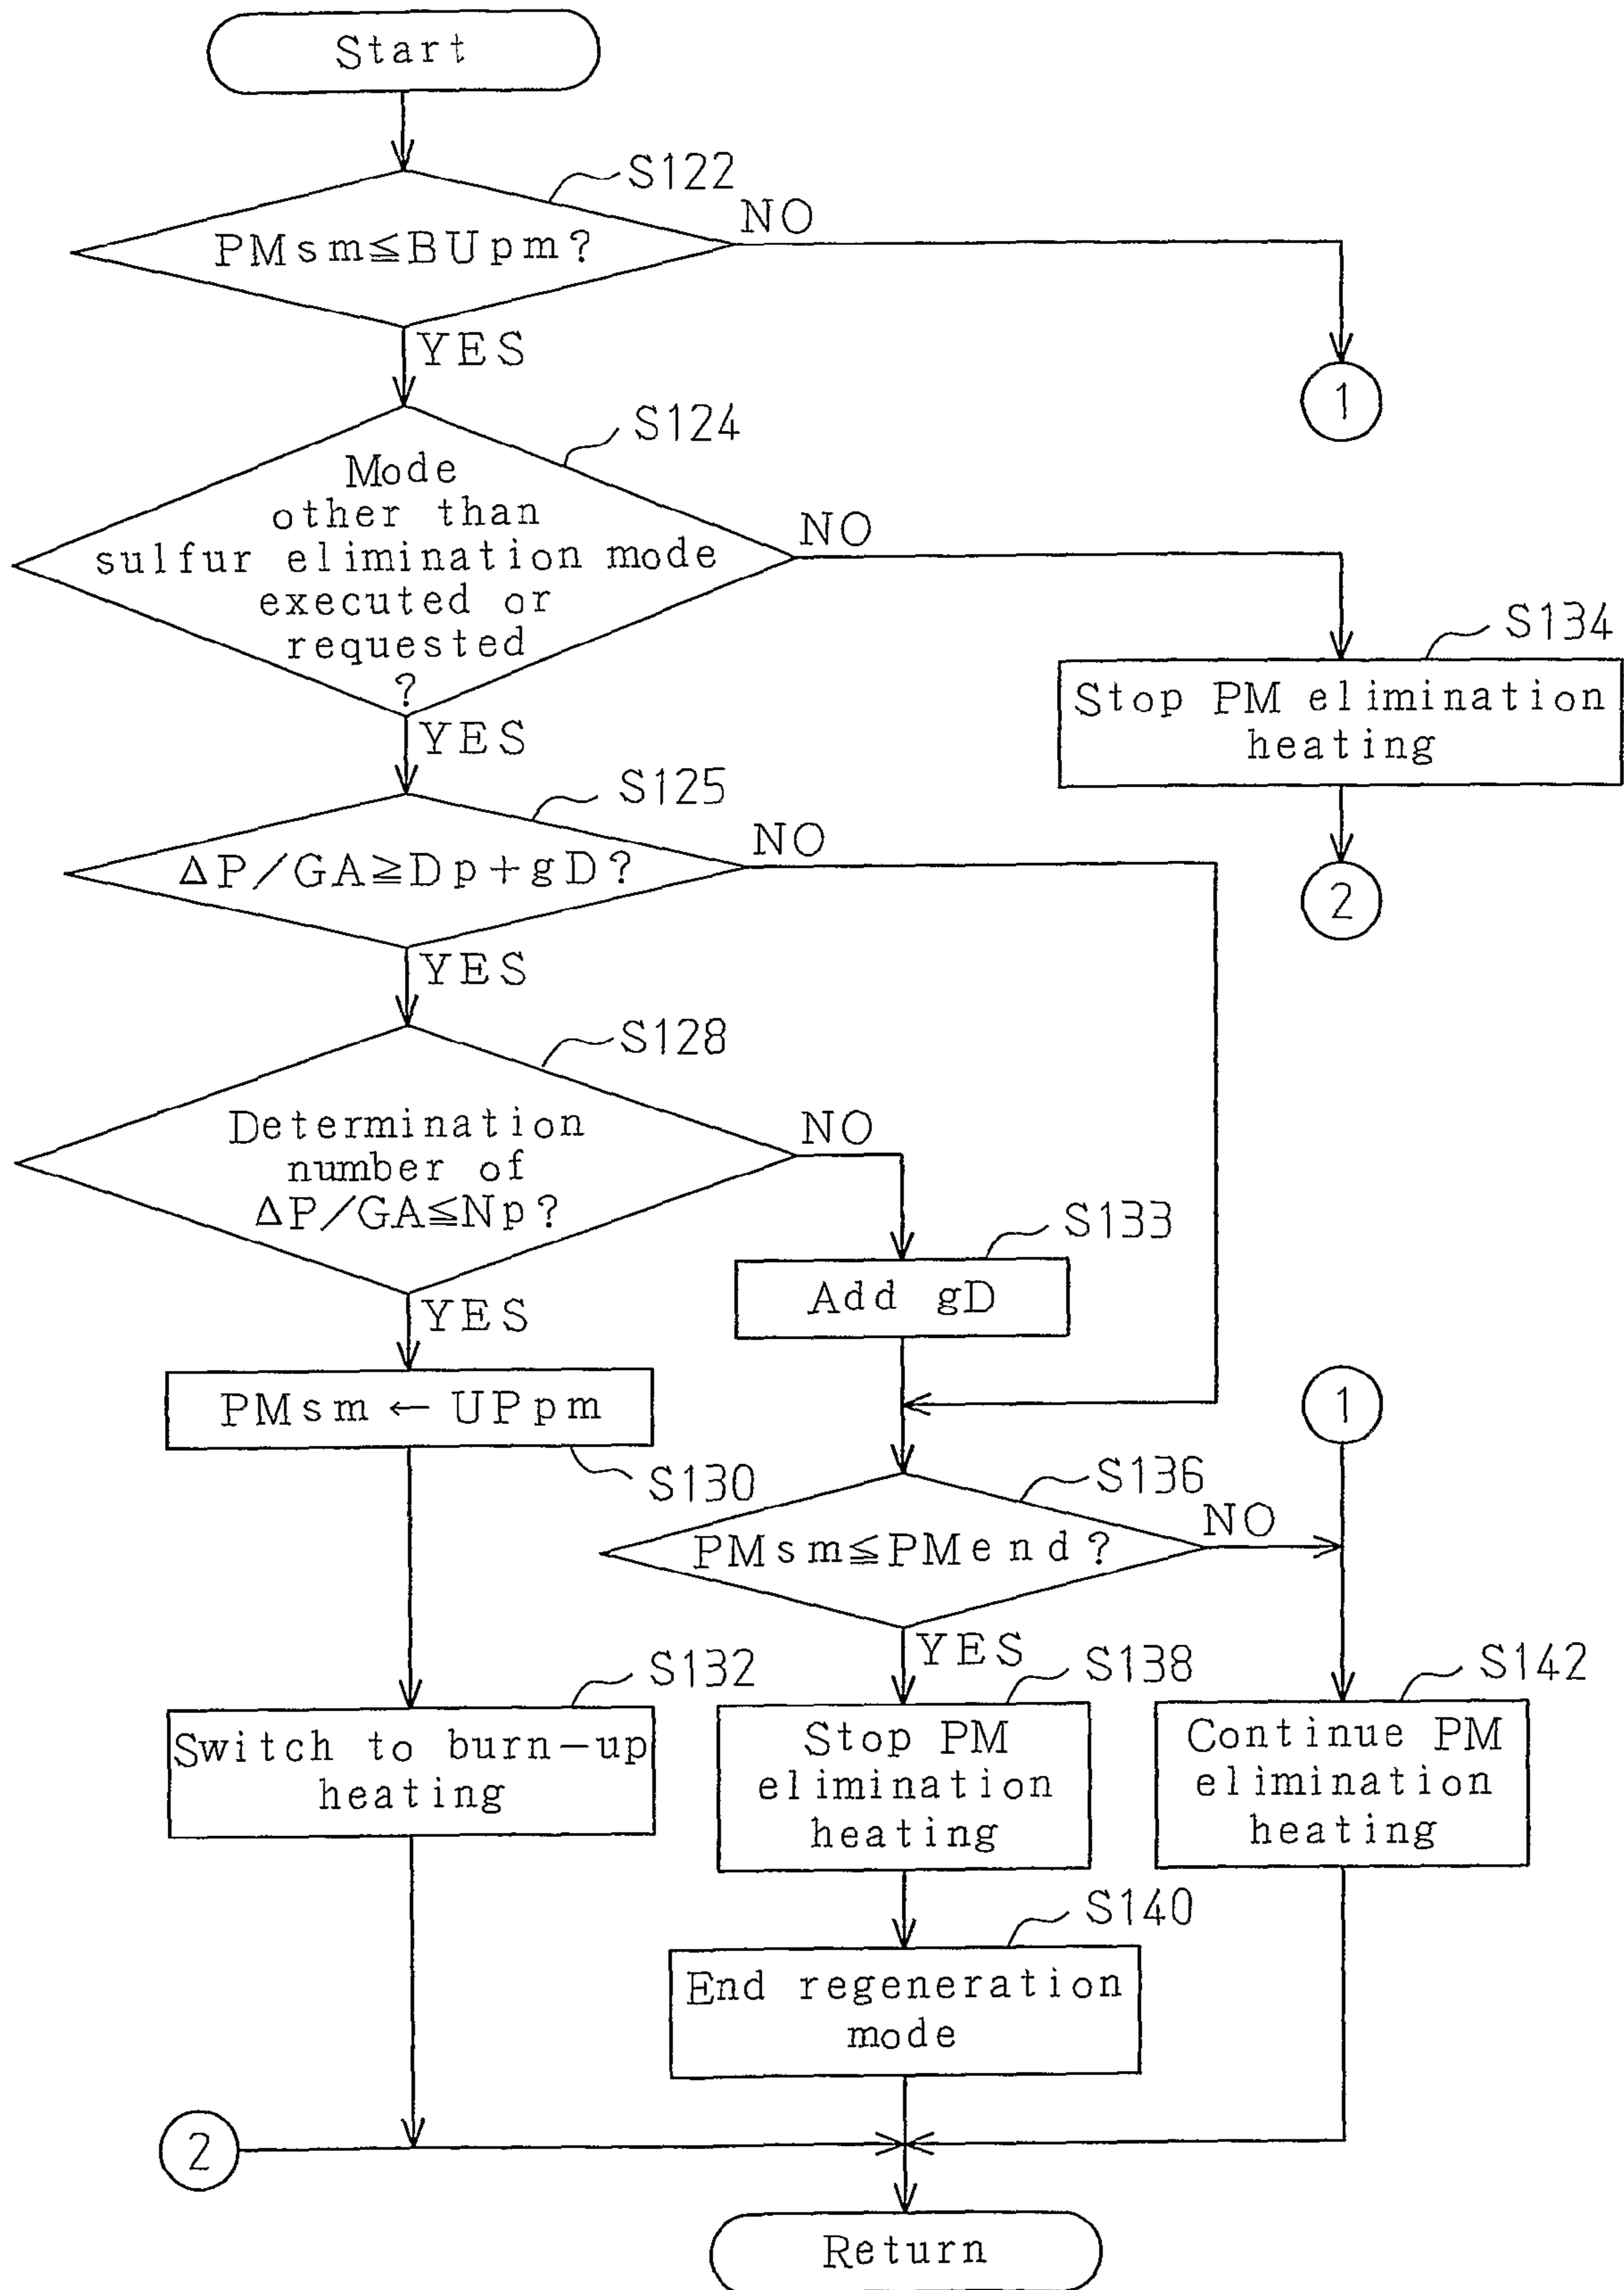 Start
S122
PMsm≦BUpm?
NO
YES
1
S124
Mode
other than
sulfur elimination mode
executed or
requested
?
NO
YES
S134
Stop PM elimination
heating
2
S125
ΔP/GA≧Dp+gD?
NO
YES
S128
Determination
number of
ΔP/GA≦Np?
NO
YES
S133
Add gD
PMsm ← UPpm
S130
1
S136
PMsm≦PMend?
NO
YES
S132
Switch to burn-up
heating
S138
Stop PM
elimination
heating
S142
Continue PM
elimination
heating
S140
End regeneration
mode
2
Return